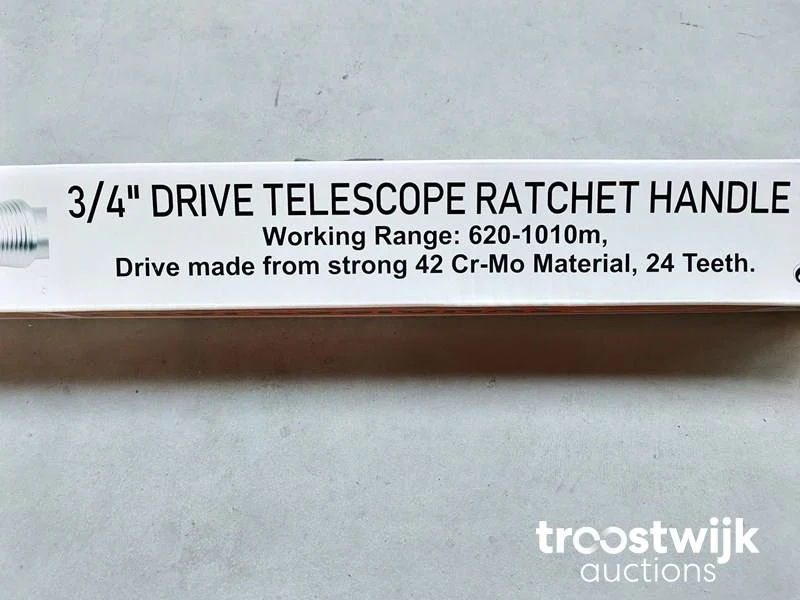 3/4" DRIVE TELESCOPE RATCHET HANDLE
Working Range: 620-1010m,
Drive made from strong 42 Cr-Mo Material, 24 Teeth.
troostwijk
auctions